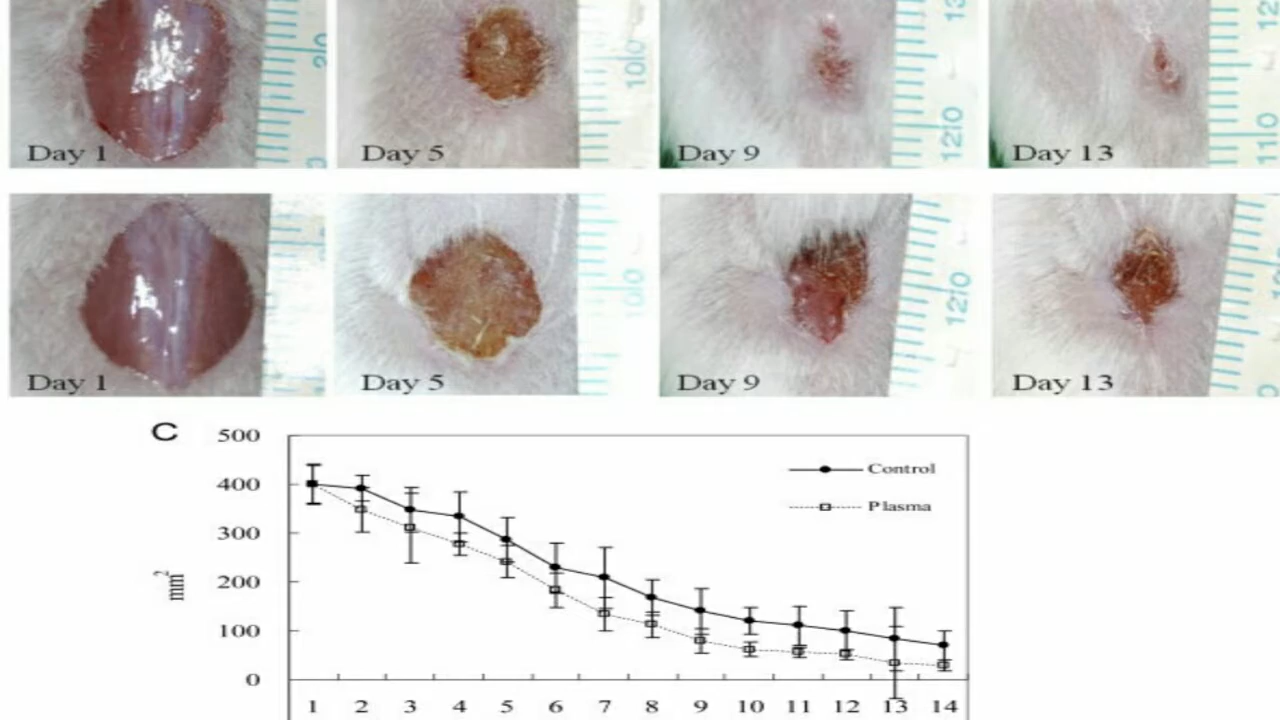 Day 1
Day 5
Day 9
Day 13
Day 1
Day 5
Day 9
Day 13
C
500
400
300
200
100
0
mm²
Control
Plasma
1 2 3 4 5 6 7 8 9 10 11 12 13 14